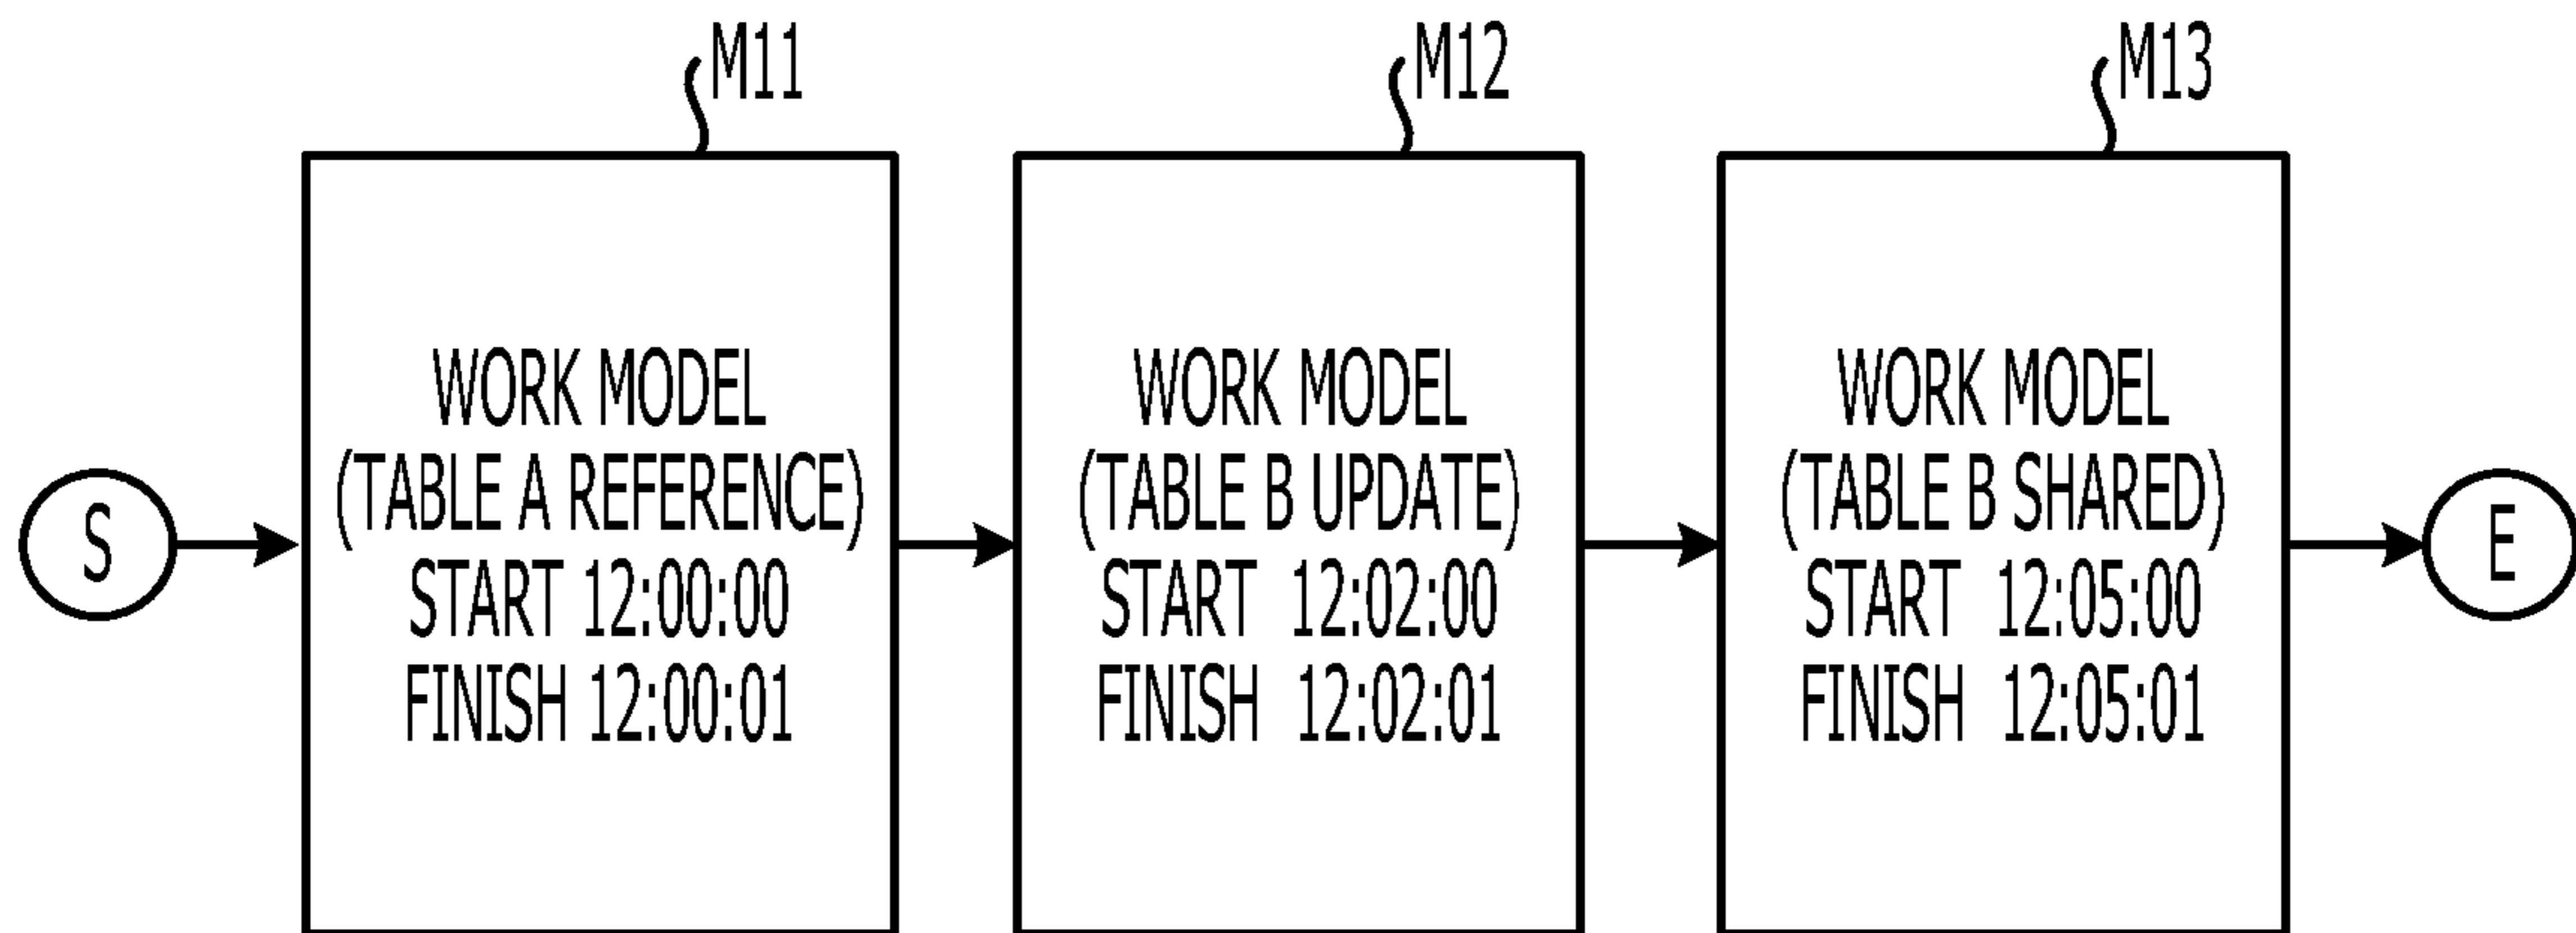 M11
M12
M13
S
WORK MODEL
(TABLE A REFERENCE)
START 12:00:00
FINISH 12:00:01
WORK MODEL
(TABLE B UPDATE)
START 12:02:00
FINISH 12:02:01
WORK MODEL
(TABLE B SHARED)
START 12:05:00
FINISH 12:05:01
E